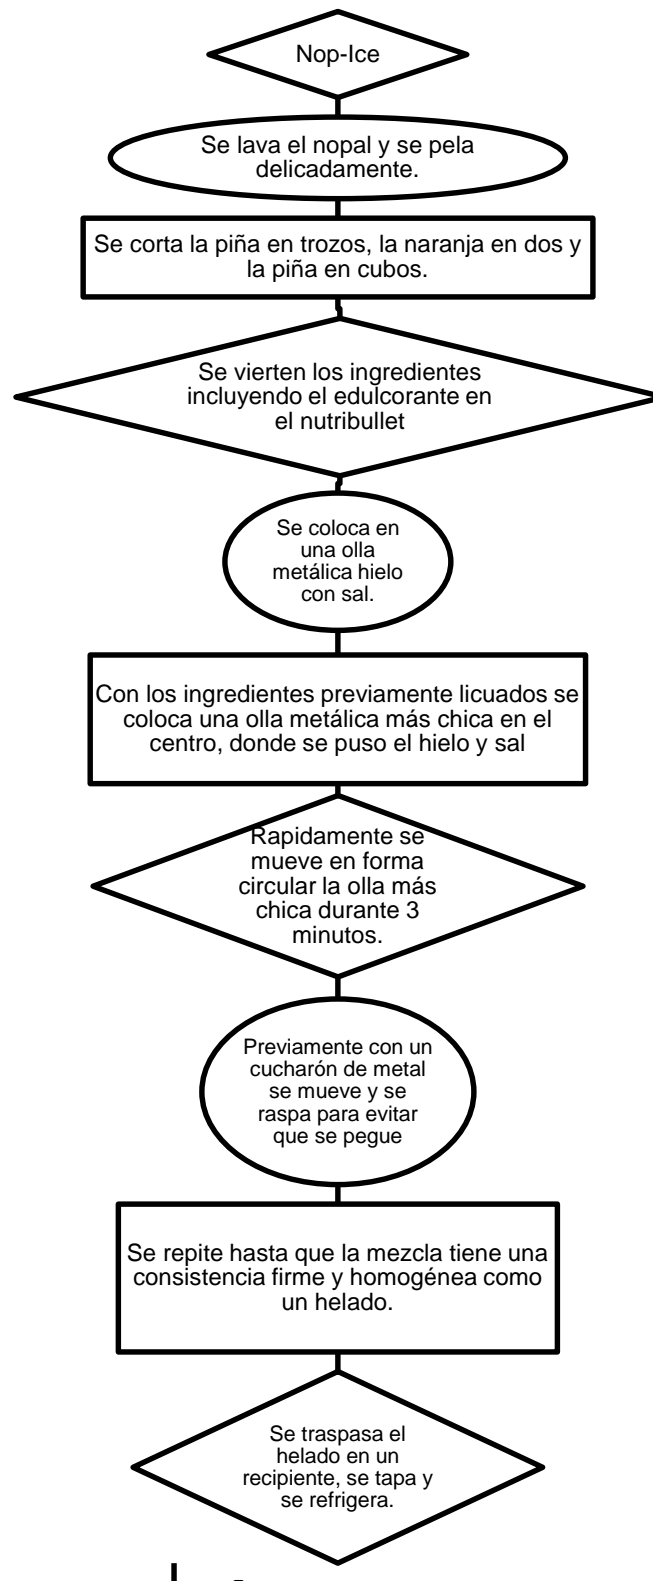 Nop-Ice
Se lava el nopal y se pela
delicadamente.
Se corta la piña en trozos, la naranja en dos y
la piña en cubos.
Se vierten los ingredientes
incluyendo el edulcorante en
el nutribullet
Se coloca en
una olla
metálica hielo
con sal.
Con los ingredientes previamente licuados se
coloca una olla metálica más chica en el
centro, donde se puso el hielo y sal
Rapidamente se
mueve en forma
circular la olla más
chica durante 3
minutos.
Previamente con un
cucharón de metal
se mueve y se
raspa para evitar
que se pegue
Se repite hasta que la mezcla tiene una
consistencia firme y homogénea como
un helado.
Se traspasa el
helado en un
recipiente, se tapa y
se refrigera.